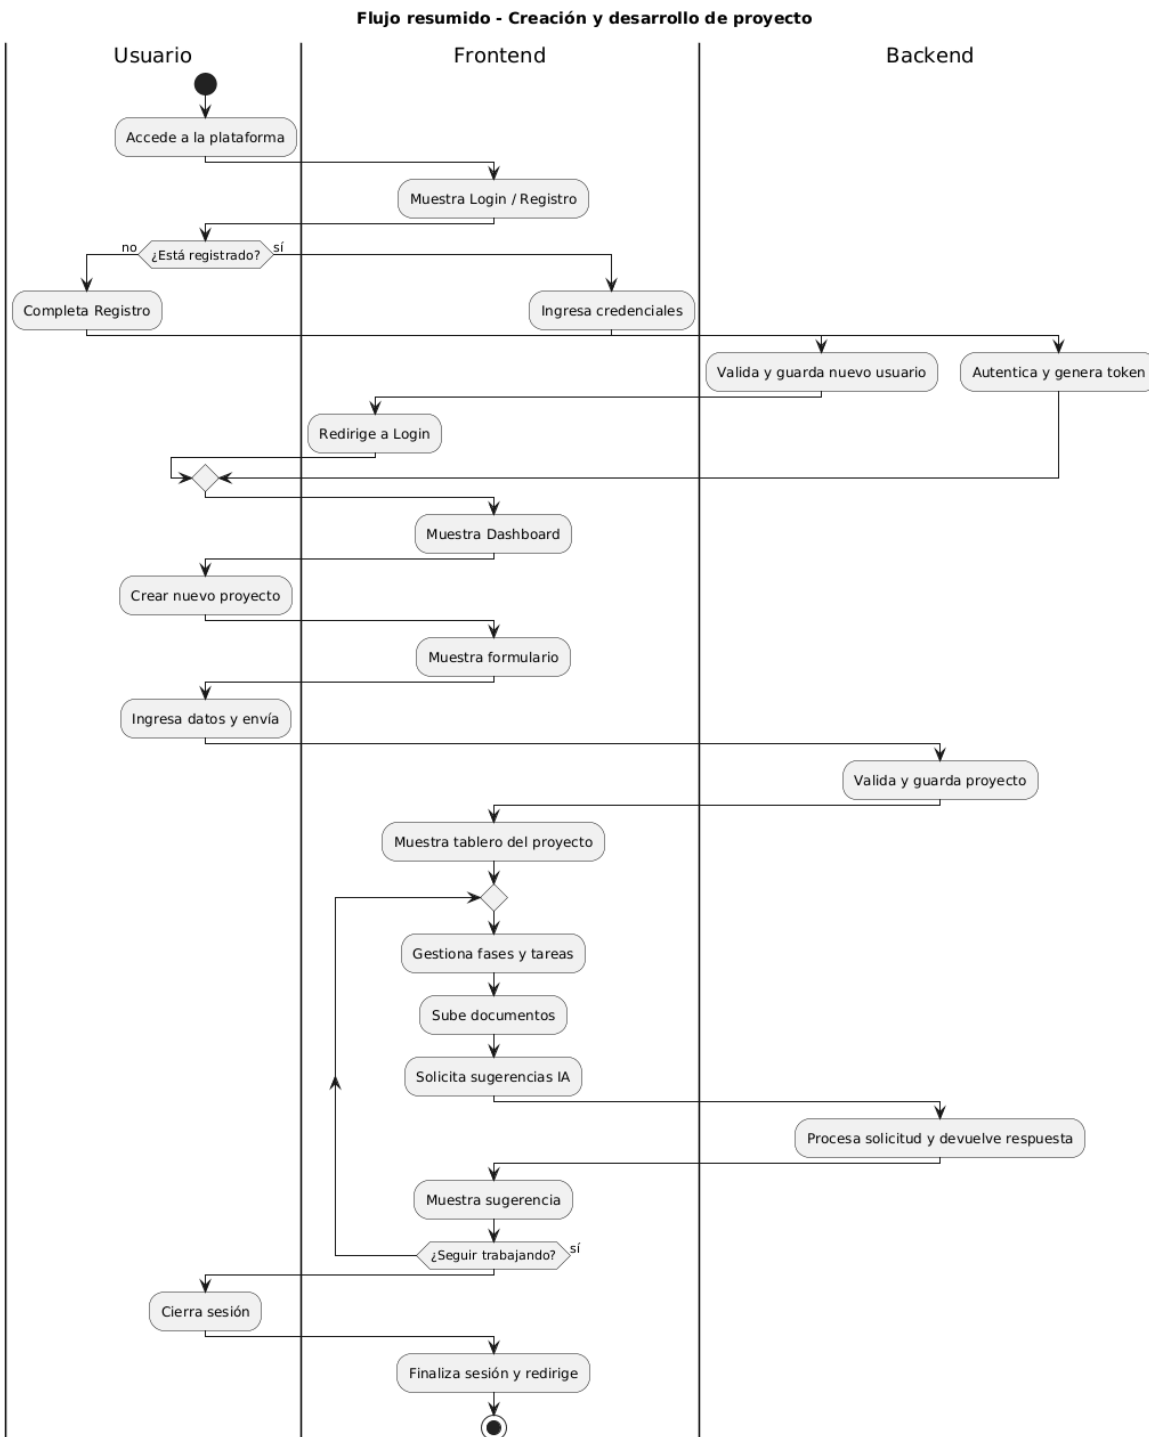 Flujo resumido - Creación y desarrollo de proyecto
Usuario
Frontend
Backend
Accede a la plataforma
Muestra Login / Registro
no
¿Está registrado?
sí
Completa Registro
Ingresa credenciales
Valida y guarda nuevo usuario
Autentica y genera token
Redirige a Login
Muestra Dashboard
Crear nuevo proyecto
Muestra formulario
Ingresa datos y envía
Valida y guarda proyecto
Muestra tablero del proyecto
Gestiona fases y tareas
Sube documentos
Solicita sugerencias IA
Procesa solicitud y devuelve respuesta
Muestra sugerencia
¿Seguir trabajando?
sí
Cierra sesión
Finaliza sesión y redirige